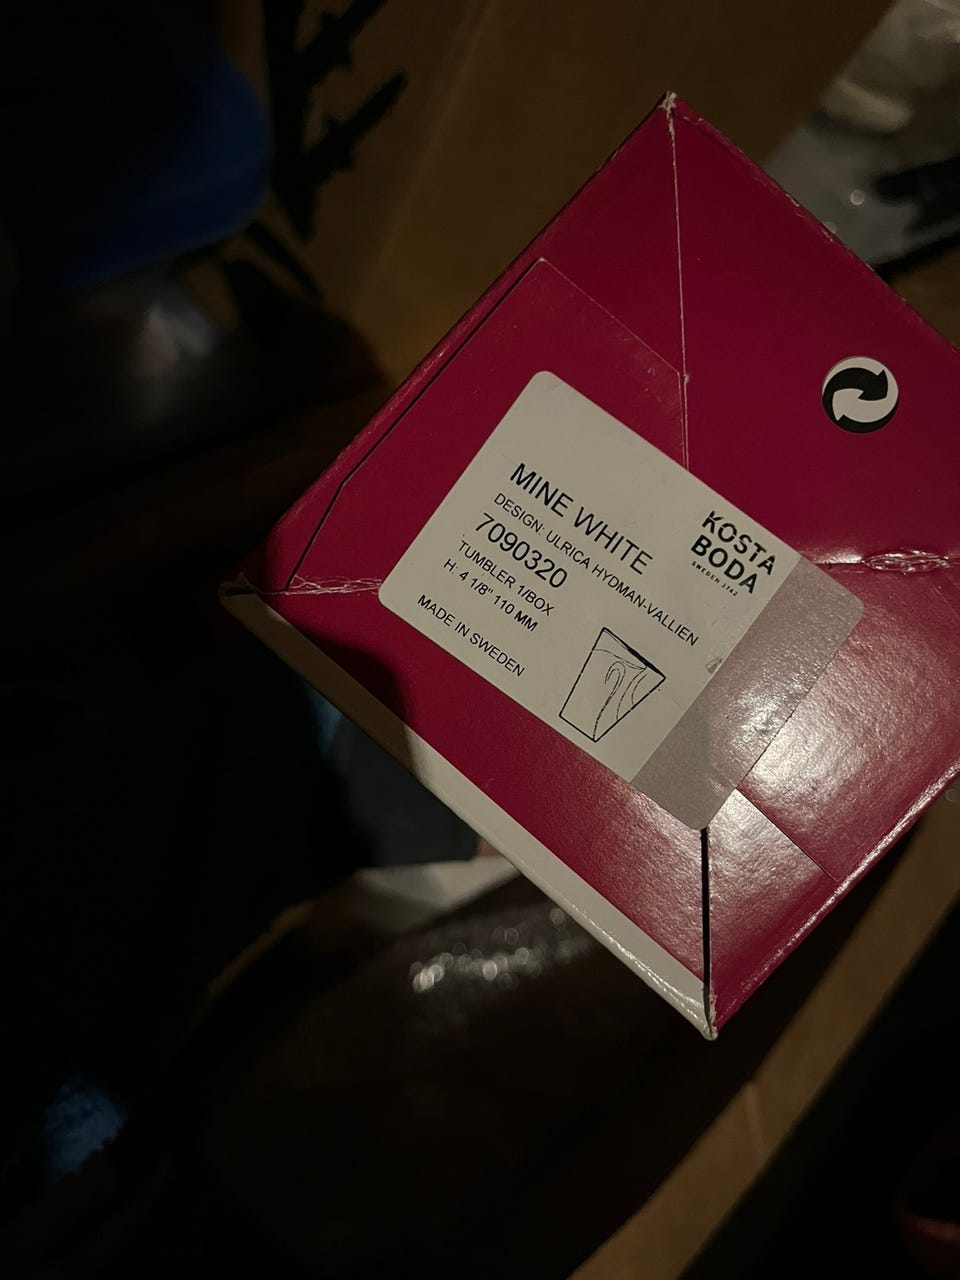 MINE WHITE
DESIGN: ULRICA HYDMAN-VALLIEN
7090320
TUMBLER 1/BOX
H: 4 1/8" 110 MM
MADE IN SWEDEN
KOSTA
BODA
SWEDEN 1742